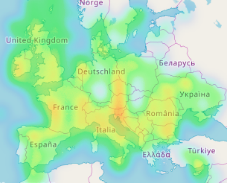 Norge
United Kingdom
Беларусь
Deutschland
Україна
France
România
Italia
España
Ελλάδα
Türkiye